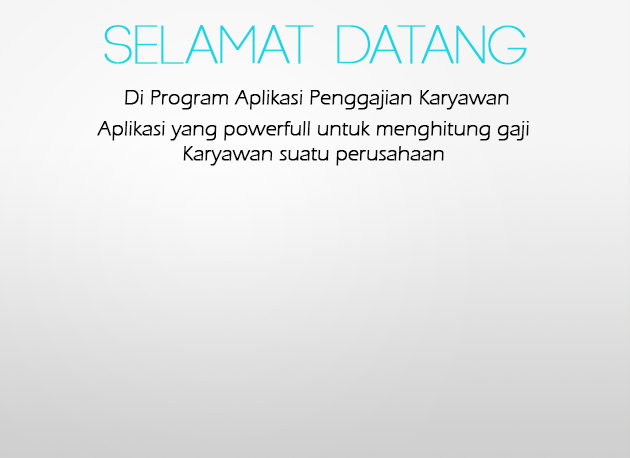 SELAMAT DATANG
Di Program Aplikasi Penggajian Karyawan
Aplikasi yang powerfull untuk menghitung gaji
Karyawan suatu perusahaan